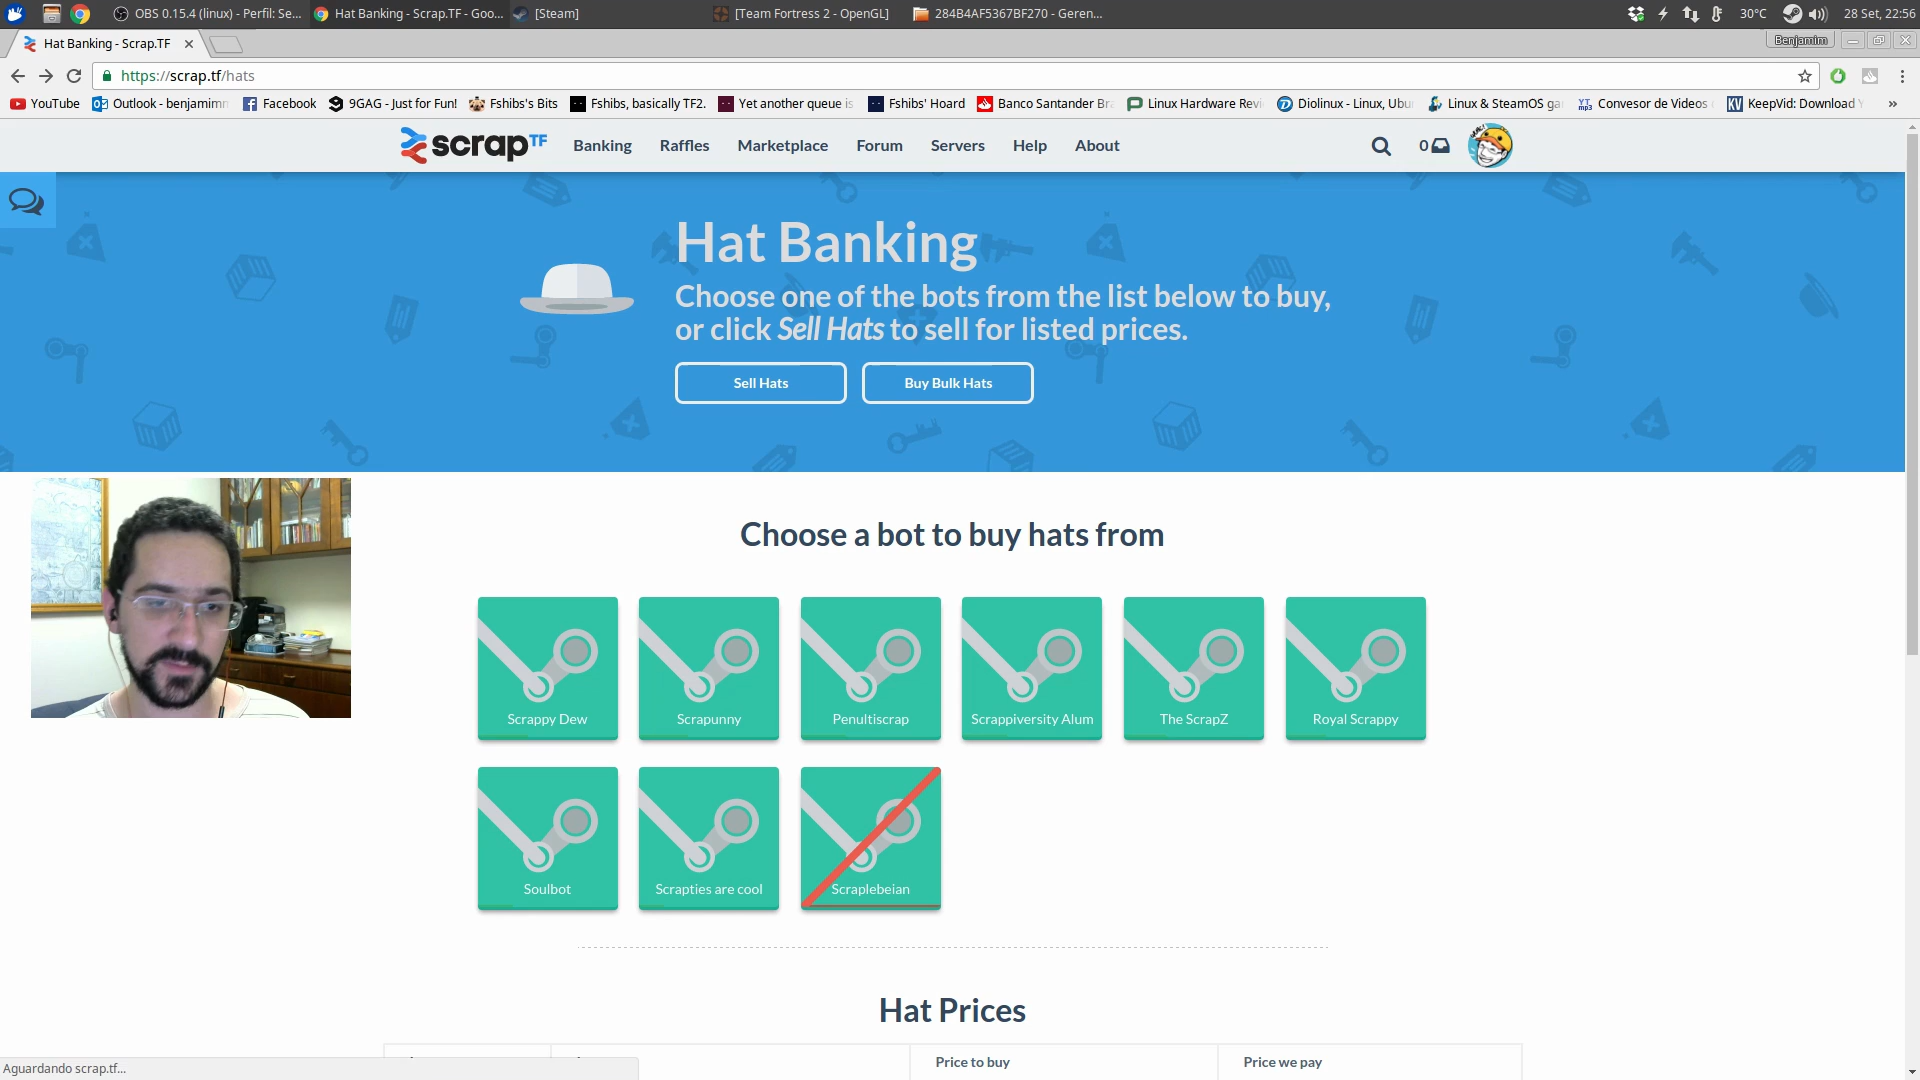 OBS 0.15.4 (linux) - Perfil: Se...
Hat Banking - Scrap.TF - Goo...
[Steam]
[Team Fortress 2 - OpenGL]
284B4AF5367BF270 - Geren...
30°C
28 Set, 22:56
Hat Banking - Scrap.TF
Benjamim
https://scrap.tf/hats
YouTube
Outlook - benjamim
Facebook
9GAG - Just for Fun!
Fshibs's Bits
Fshibs, basically TF2.
Yet another queue is
Fshibs' Hoard
Banco Santander Br
Linux Hardware Revi
Diolinux - Linux, Ubu
Linux & SteamOS ga
Convesor de Videos
KeepVid: Download
scrapTF
Banking
Raffles
Marketplace
Forum
Servers
Help
About
0
Hat Banking
Choose one of the bots from the list below to buy,
or click Sell Hats to sell for listed prices.
Sell Hats
Buy Bulk Hats
Choose a bot to buy hats from
Scrappy Dew
Scrapunny
Penultiscrap
Scrappiversity Alum
The ScrapZ
Royal Scrappy
Soulbot
Scrapties are cool
Scraplebeian
Hat Prices
Price to buy
Price we pay
Aguardando scrap.tf...